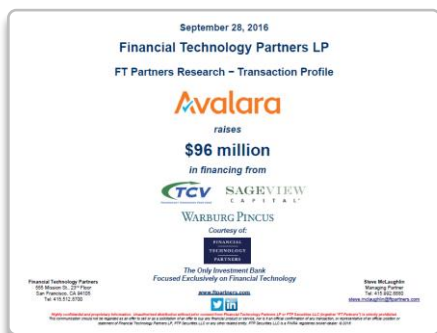 September 28, 2016
Financial Technology Partners LP
FT Partners Research – Transaction Profile
Avalara
raises
$96 million
in financing from
TCV
SAGEVIEW
CAPITAL
WARBURG PINCUS
Courtesy of:
FINANCIAL
TECHNOLOGY
PARTNERS
The Only Investment Bank
Focused Exclusively on Financial Technology
Financial Technology Partners
San Francisco, CA 94105
www.ftpartners.com
Steve McLaughlin
Managing Partner